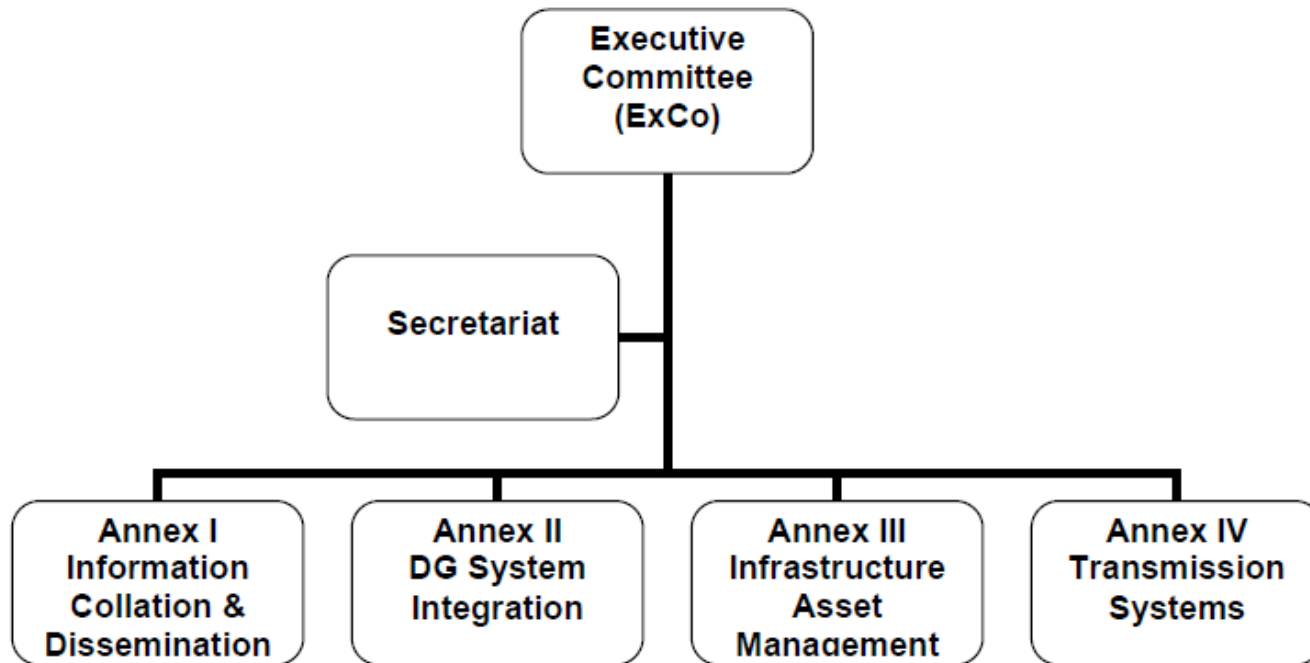 Executive
Committee
(ExCo)
Secretariat
Annex I
Information
Collation &
Dissemination
Annex II
DG System
Integration
Annex III
Infrastructure
Asset
Management
Annex IV
Transmission
Systems